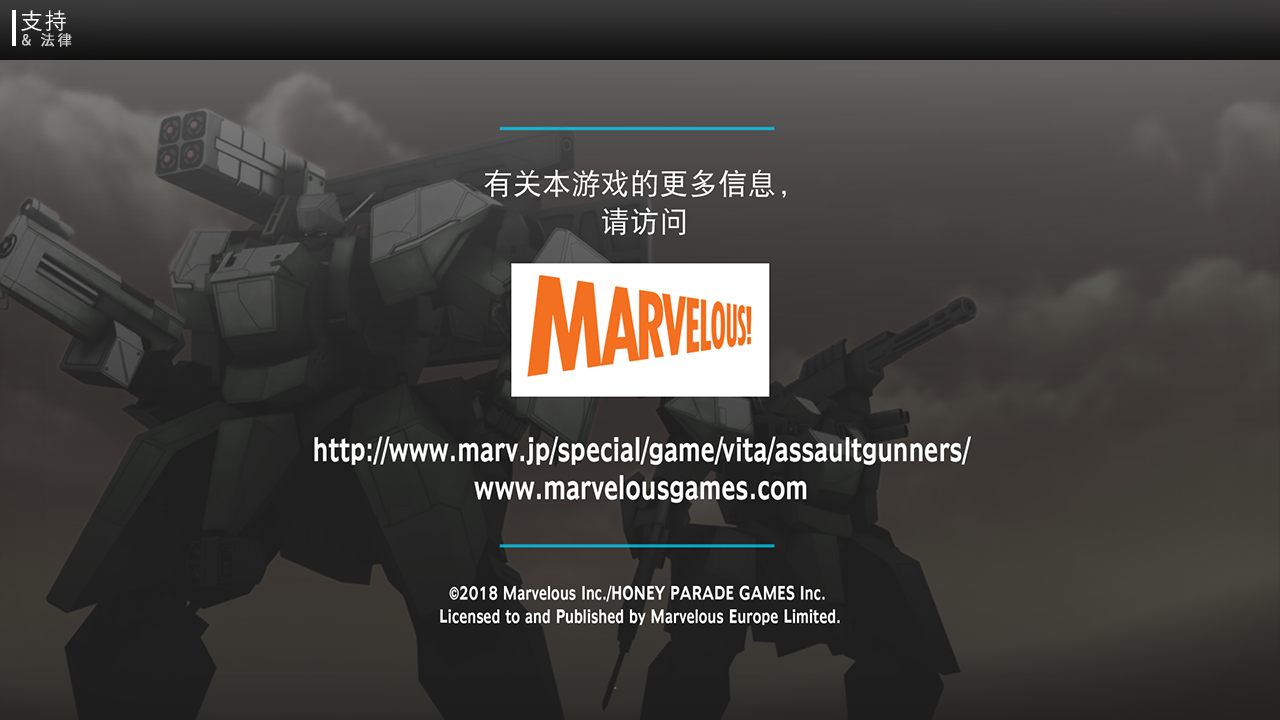 支持
& 法律
有关本游戏的更多信息，
请访问
MARVELOUS!
http://www.marv.jp/special/game/vita/assaultgunners/
www.marvelousgames.com
©2018 Marvelous Inc./HONEY PARADE GAMES Inc.
Licensed to and Published by Marvelous Europe Limited.